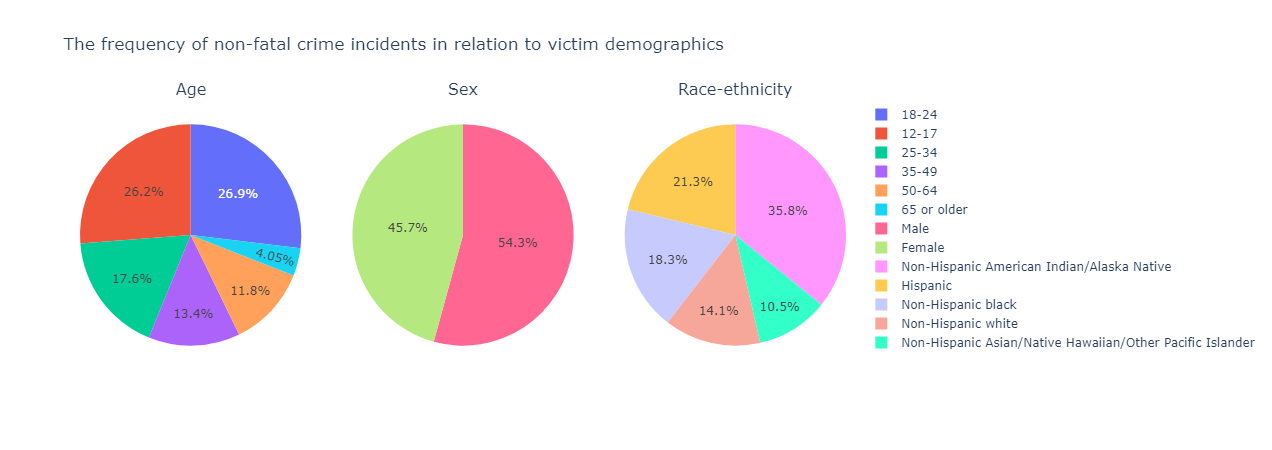 The frequency of non-fatal crime incidents in relation to victim demographics
Age
Sex
Race-ethnicity
26.9%
26.2%
17.6%
13.4%
11.8%
4.05%
54.3%
45.7%
35.8%
21.3%
18.3%
14.1%
10.5%
18-24
12-17
25-34
35-49
50-64
65 or older
Male
Female
Non-Hispanic American Indian/Alaska Native
Hispanic
Non-Hispanic black
Non-Hispanic white
Non-Hispanic Asian/Native Hawaiian/Other Pacific Islander